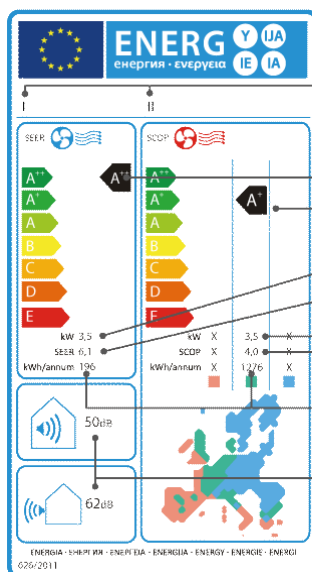 ENERG
енергия · ενεργεια
Y IJA
IE IA
I II
SEER
A++
A+
A
B
C
D
E
A++
kW 3,5
SEER 6,1
kWh/annum 196
SCOP
A++
A+
A
B
C
D
E
A+
kW X 3,5 X
SCOP X 4,0 X
kWh/annum X 1276 X
50dB
62dB
ENERGIA · ЕНЕРГИЯ · ΕΝΕΡΓΕΙΑ · ENERGIJA · ENERGY · ENERGIE · ENERGI
626/2011